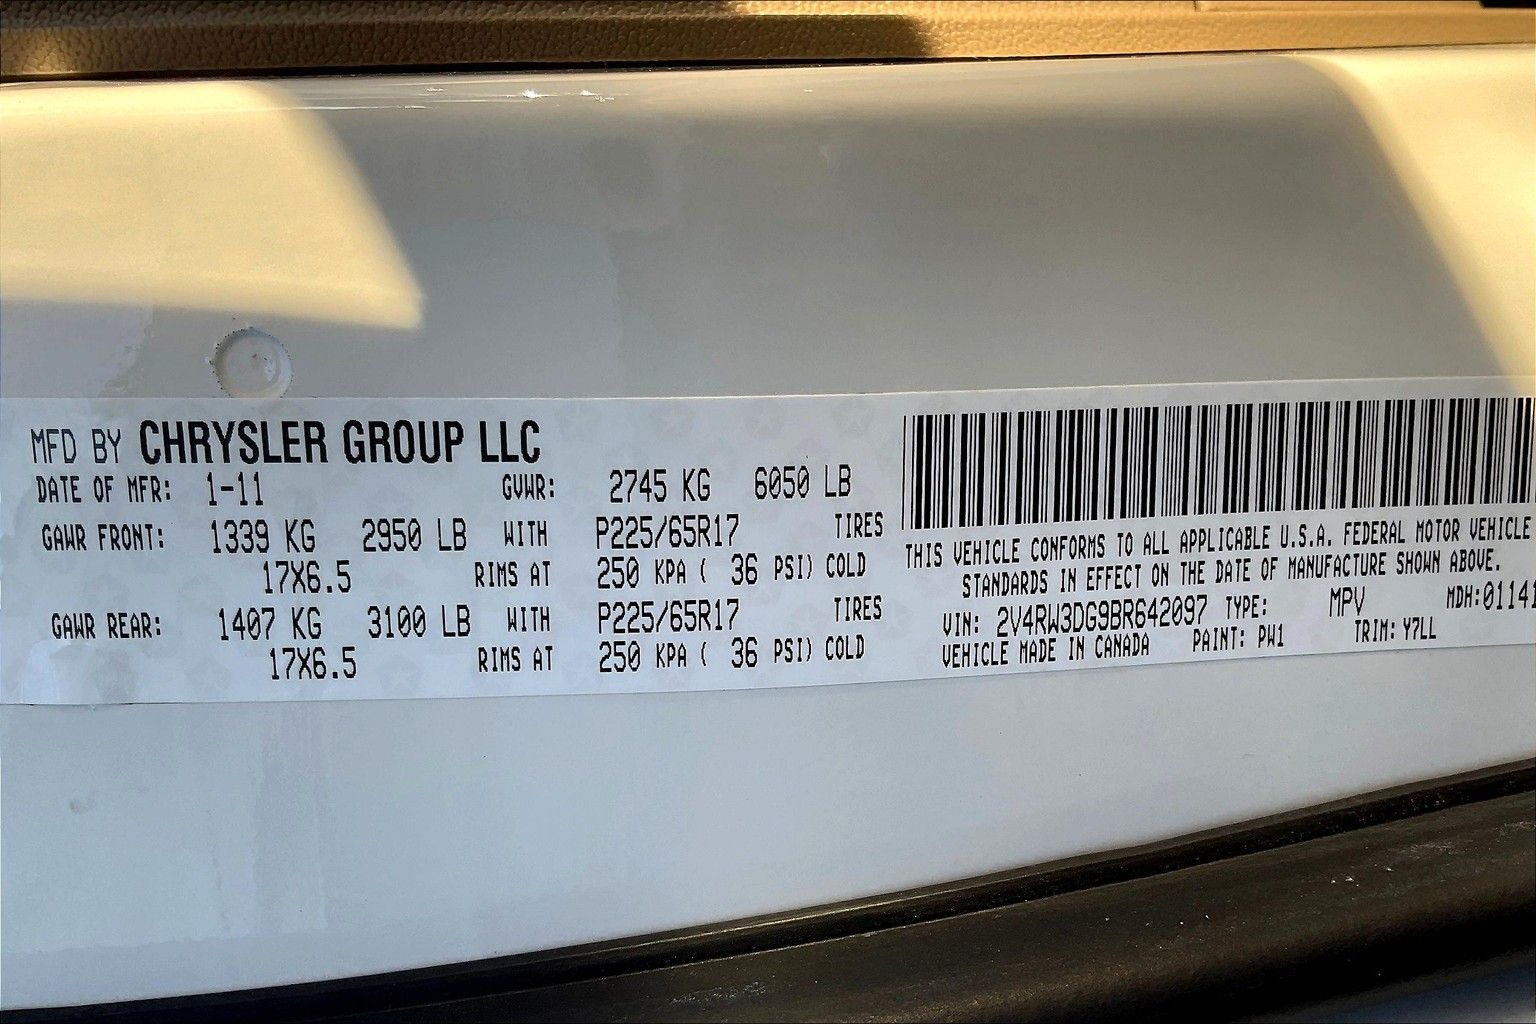 MFD BY CHRYSLER GROUP LLC
DATE OF MFR: 1-11 GVWR: 2745 KG 6050 LB
GAWR FRONT: 1339 KG 2950 LB WITH P225/65R17 TIRES
17X6.5 RIMS AT 250 KPA ( 36 PSI) COLD
GAWR REAR: 1407 KG 3100 LB WITH P225/65R17 TIRES
17X6.5 RIMS AT 250 KPA ( 36 PSI) COLD
THIS VEHICLE CONFORMS TO ALL APPLICABLE U.S.A. FEDERAL MOTOR VEHICLE
STANDARDS IN EFFECT ON THE DATE OF MANUFACTURE SHOWN ABOVE.
VIN: 2V4RW3DG9BR642097 TYPE: MPV MDH:01141
VEHICLE MADE IN CANADA PAINT: PW1 TRIM: Y7LL